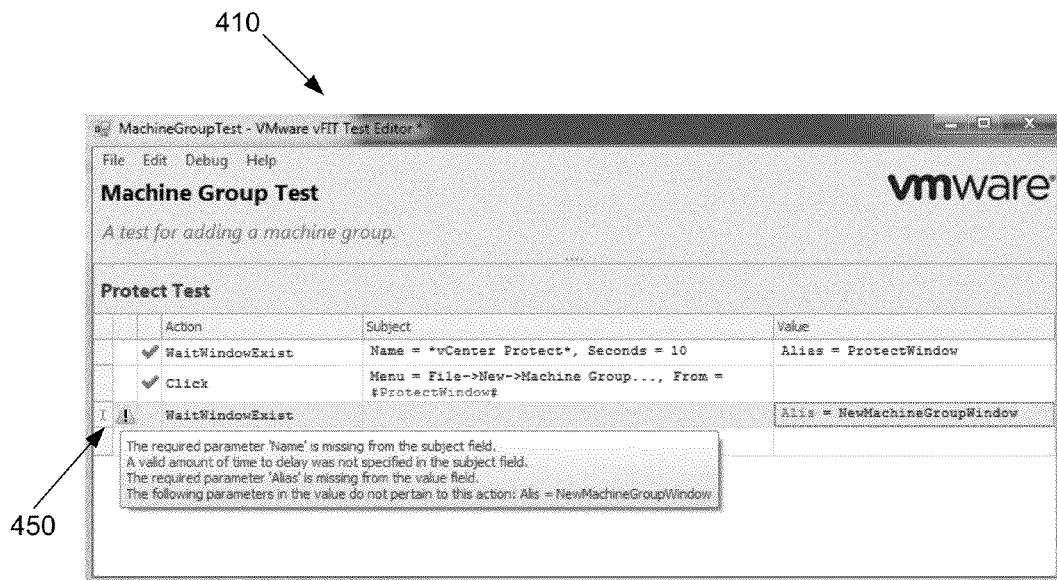 410
MachineGroupTest - VMware vFIT Test Editor *
File Edit Debug Help
Machine Group Test
vmware®
A test for adding a machine group.
Protect Test
Action Subject Value
WaitWindowExist Name = *vCenter Protect*, Seconds = 10 Alias = ProtectWindow
Click Menu = File->New->Machine Group..., From =
#ProtectWindow#
WaitWindowExist Alis = NewMachineGroupWindow
The required parameter 'Name' is missing from the subject field.
A valid amount of time to delay was not specified in the subject field.
The required parameter 'Alias' is missing from the value field.
The following parameters in the value do not pertain to this action: Alis = NewMachineGroupWindow
450